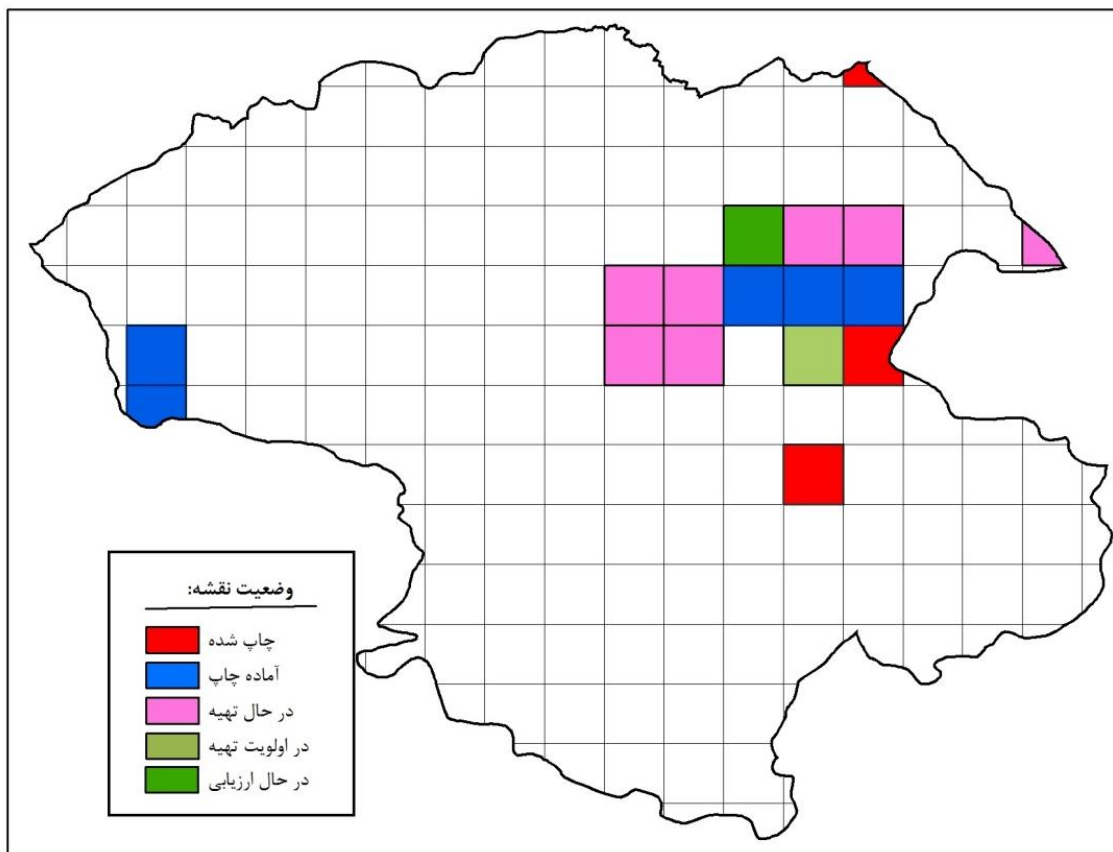 وضعیت نقشه:
چاپ شده
آماده چاپ
در حال تهیه
در اولویت تهیه
در حال ارزیابی